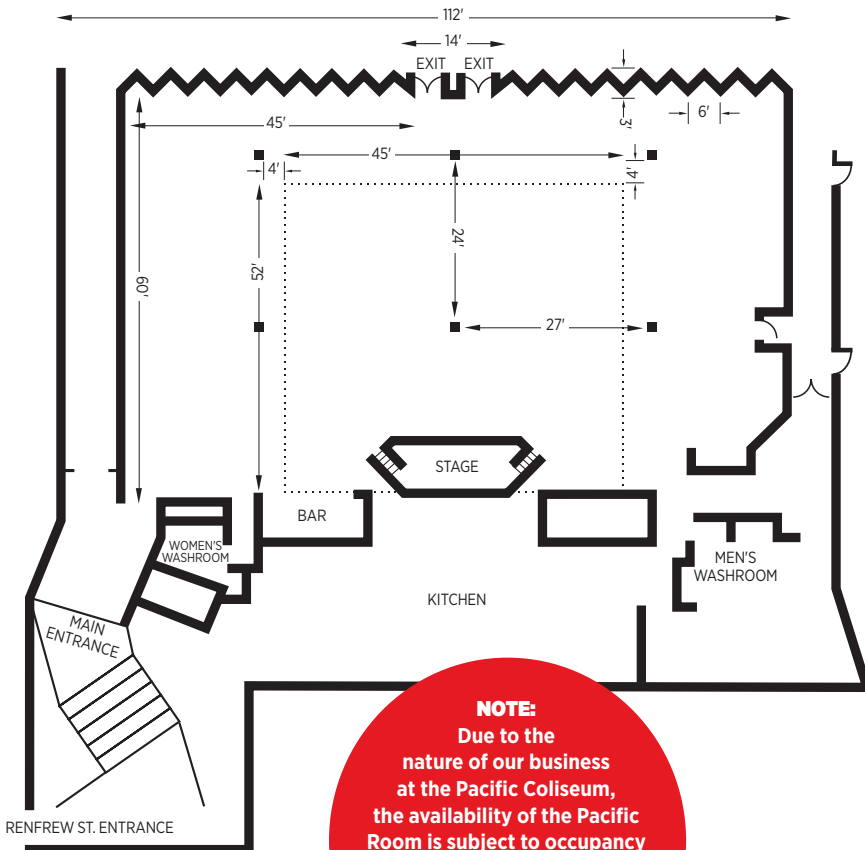 112'
14'
EXIT EXIT
45'
3'
6'
45'
4'
4'
24'
52'
60'
27'
STAGE
BAR
WOMEN'S
WASHROOM
MEN'S
WASHROOM
KITCHEN
MAIN
ENTRANCE
RENFREW ST. ENTRANCE
NOTE:
Due to the
nature of our business
at the Pacific Coliseum,
the availability of the Pacific
Room is subject to occupancy